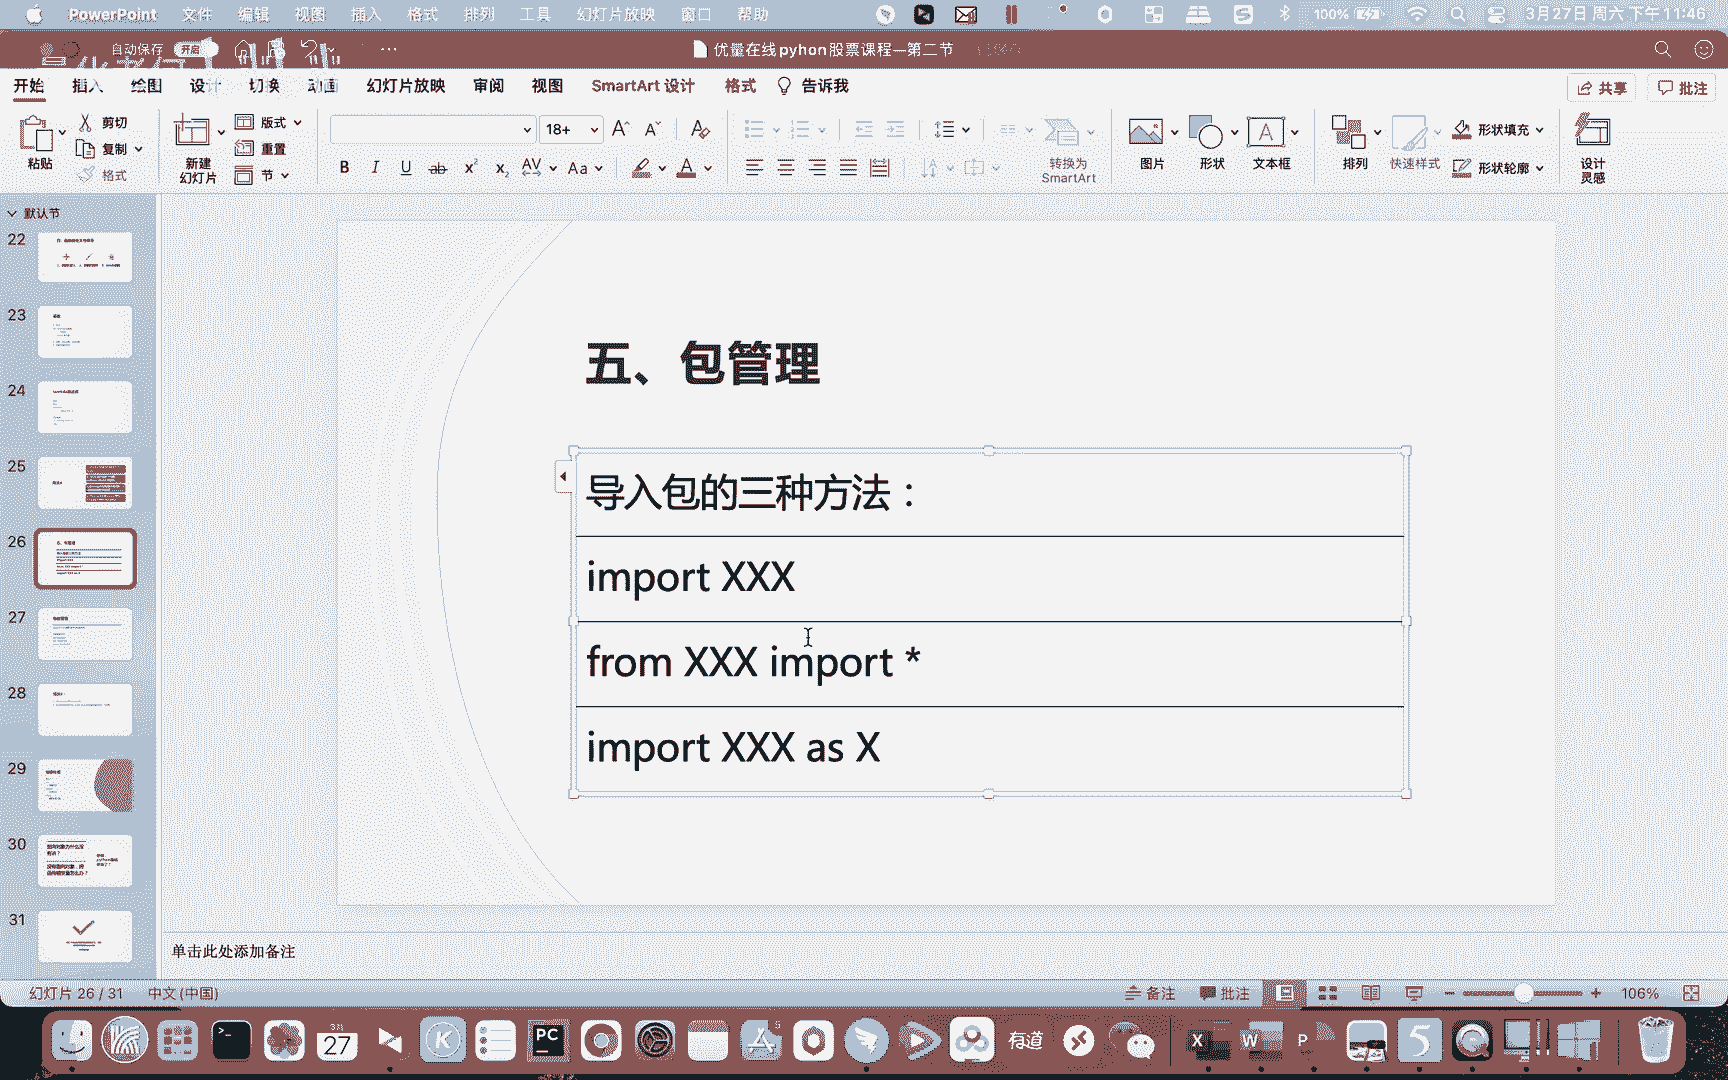 PowerPoint 文件 编辑 视图 插入 格式 排列 工具 幻灯片放映 窗口 帮助 100% 3月27日 周六 下午11:46
自动保存 开启 优量在线pyhon股票课程—第二节
开始 插入 绘图 设计 切换 动画 幻灯片放映 审阅 视图 SmartArt 设计 格式 告诉我 共享 批注
粘贴 剪切 复制 格式
新建 幻灯片 版式 重置 节
18+
B I U ab x² x₂ AV Aa A
转换为 SmartArt
图片 形状 文本框 排列 快速样式 形状填充 形状轮廓 设计 灵感
默认节
22
23
24
25
26
27
28
29
30
31
五、包管理
导入包的三种方法：
import XXX
from XXX import *
import XXX as X
单击此处添加备注
幻灯片 26 / 31 中文(中国) 备注 批注 106%
3月
27
PC
有道
X
W
P
5